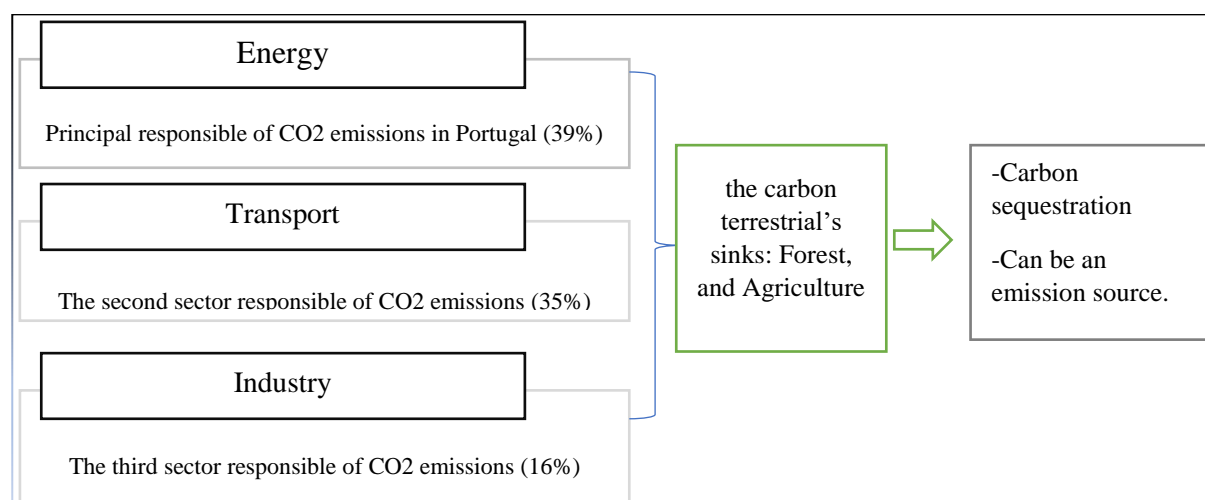 Energy
Principal responsible of CO2 emissions in Portugal (39%)
Transport
The second sector responsible of CO2 emissions (35%)
Industry
The third sector responsible of CO2 emissions (16%)
the carbon
terrestrial’s
sinks: Forest,
and Agriculture
-Carbon
sequestration
-Can be an
emission source.